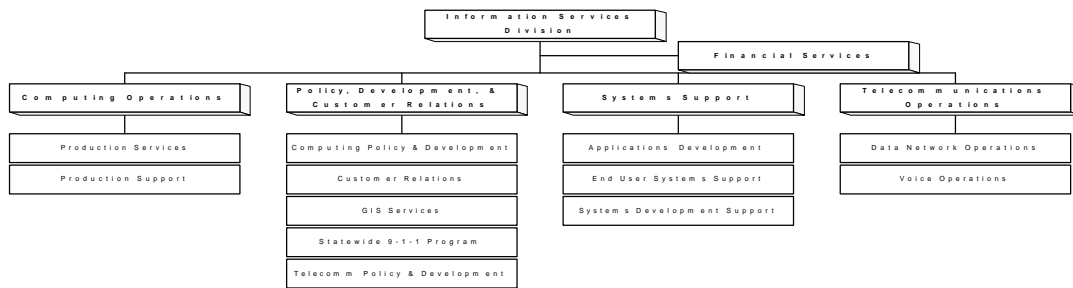 Information Services
Division
Financial Services
Computing Operations
Policy, Development, &
Customer Relations
Systems Support
Telecommunications
Operations
Production Services
Production Support
Computing Policy & Development
Customer Relations
GIS Services
Statewide 9-1-1 Program
Telecomm Policy & Development
Applications Development
End User Systems Support
Systems Development Support
Data Network Operations
Voice Operations